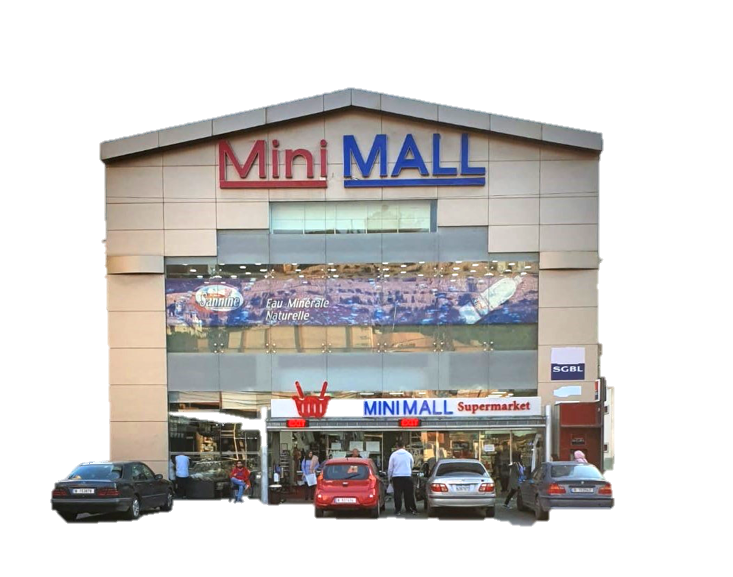 Mini MALL
Sannine
Eau Minérale
Naturelle
SGBL
MINI MALL Supermarket